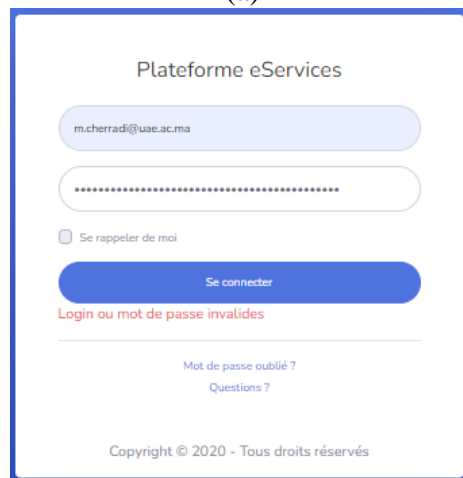 Plateforme eServices
m.cherradi@uae.ac.ma
••••••••••••••••••••••••••••••••••••••••••••
Se rappeler de moi
Se connecter
Login ou mot de passe invalides
Mot de passe oublié ?
Questions ?
Copyright © 2020 - Tous droits réservés